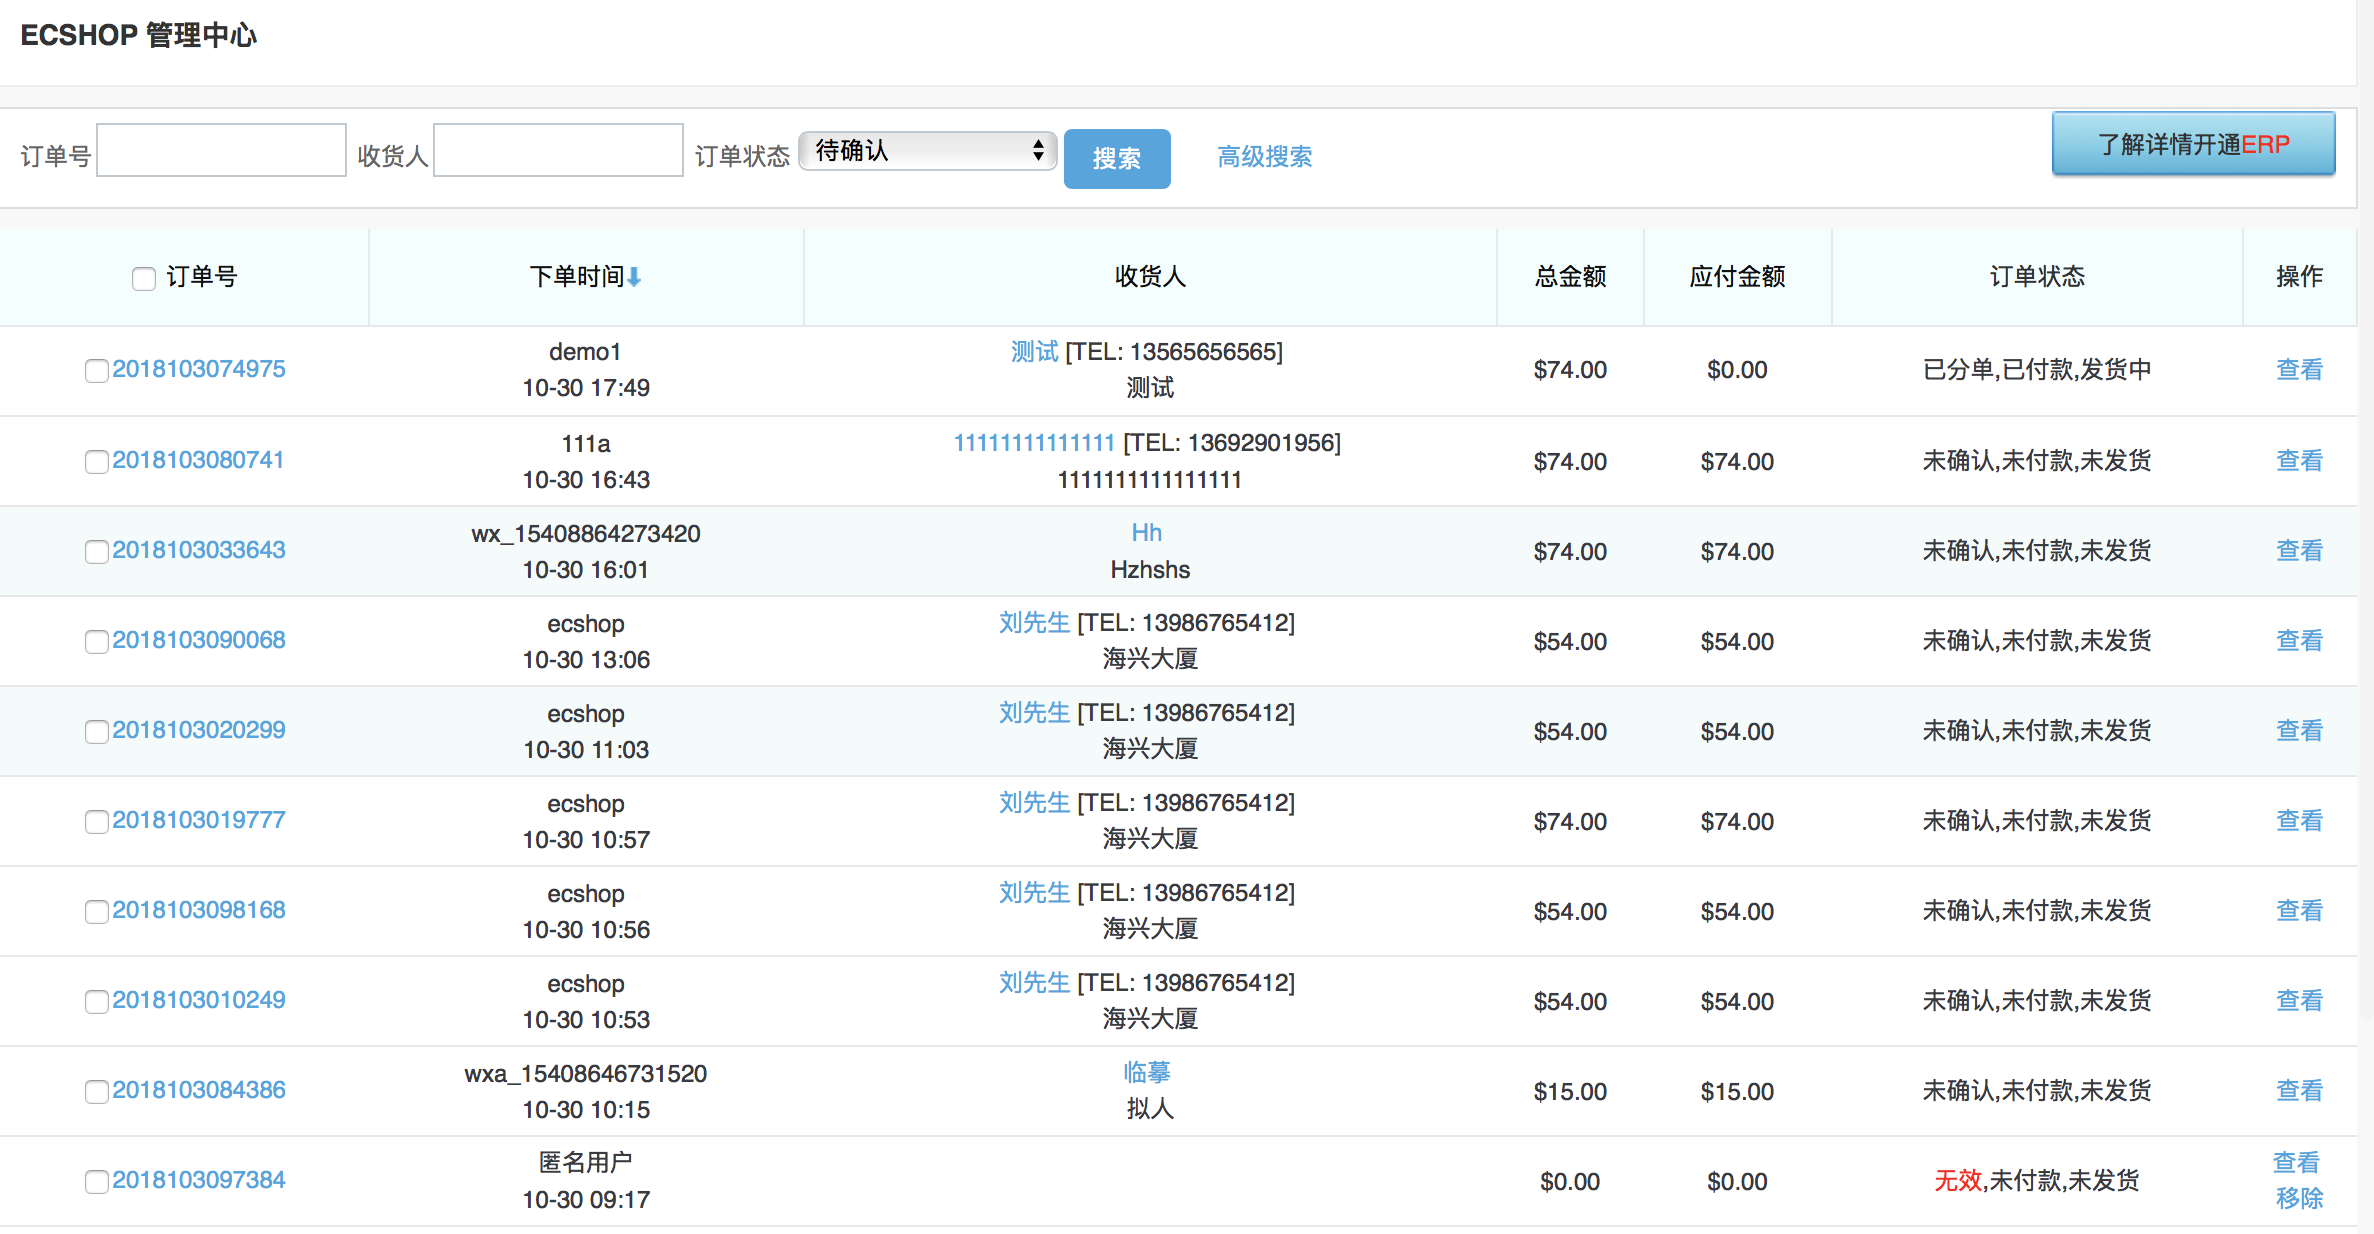 ECSHOP 管理中心
订单号 收货人 订单状态 待确认 搜索 高级搜索 了解详情开通ERP
订单号 下单时间 收货人 总金额 应付金额 订单状态 操作
2018103074975 demo1 10-30 17:49 测试 [TEL: 13565656565] 测试 $74.00 $0.00 已分单,已付款,发货中 查看
2018103080741 111a 10-30 16:43 11111111111111 [TEL: 13692901956] 1111111111111111 $74.00 $74.00 未确认,未付款,未发货 查看
2018103033643 wx_15408864273420 10-30 16:01 Hh Hzhshs $74.00 $74.00 未确认,未付款,未发货 查看
2018103090068 ecshop 10-30 13:06 刘先生 [TEL: 13986765412] 海兴大厦 $54.00 $54.00 未确认,未付款,未发货 查看
2018103020299 ecshop 10-30 11:03 刘先生 [TEL: 13986765412] 海兴大厦 $54.00 $54.00 未确认,未付款,未发货 查看
2018103019777 ecshop 10-30 10:57 刘先生 [TEL: 13986765412] 海兴大厦 $74.00 $74.00 未确认,未付款,未发货 查看
2018103098168 ecshop 10-30 10:56 刘先生 [TEL: 13986765412] 海兴大厦 $54.00 $54.00 未确认,未付款,未发货 查看
2018103010249 ecshop 10-30 10:53 刘先生 [TEL: 13986765412] 海兴大厦 $54.00 $54.00 未确认,未付款,未发货 查看
2018103084386 wxa_15408646731520 10-30 10:15 临摹 拟人 $15.00 $15.00 未确认,未付款,未发货 查看
2018103097384 匿名用户 10-30 09:17 $0.00 $0.00 无效,未付款,未发货 查看 移除